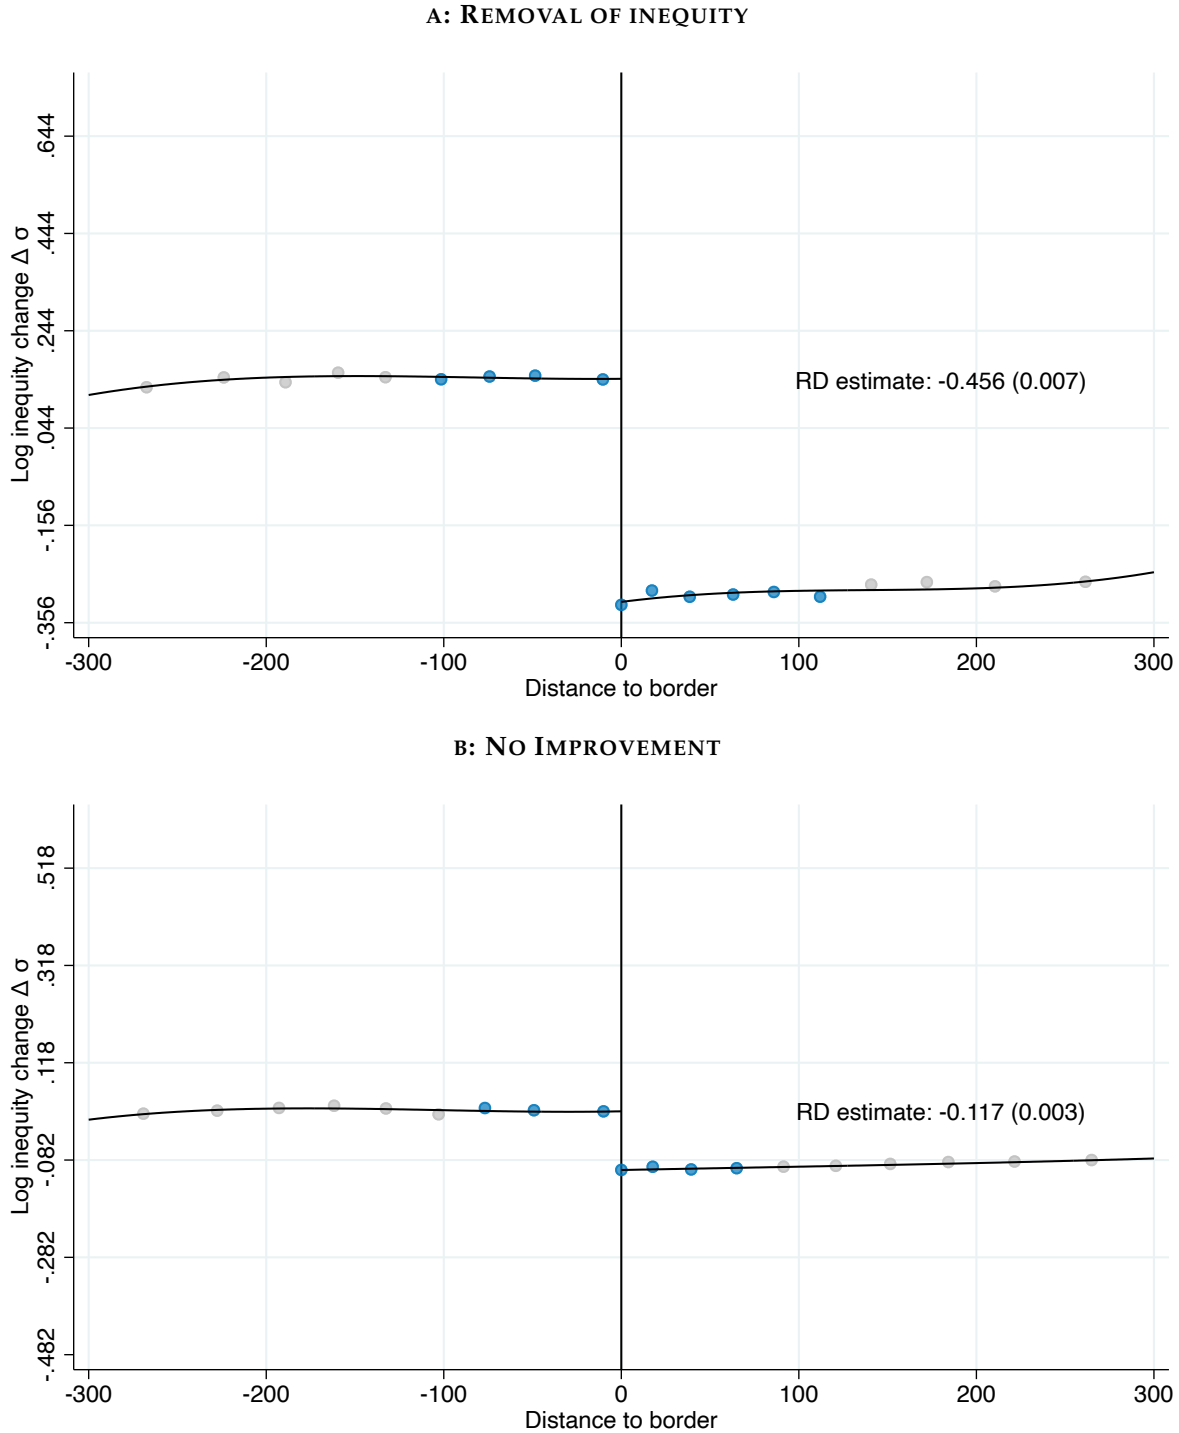 A: REMOVAL OF INEQUITY
Log inequity change Δ σ
.644
.444
.244
.044
-.156
-.356
RD estimate: -0.456 (0.007)
-300 -200 -100 0 100 200 300
Distance to border
B: NO IMPROVEMENT
Log inequity change Δ σ
.518
.318
.118
-.082
-.282
-.482
RD estimate: -0.117 (0.003)
-300 -200 -100 0 100 200 300
Distance to border